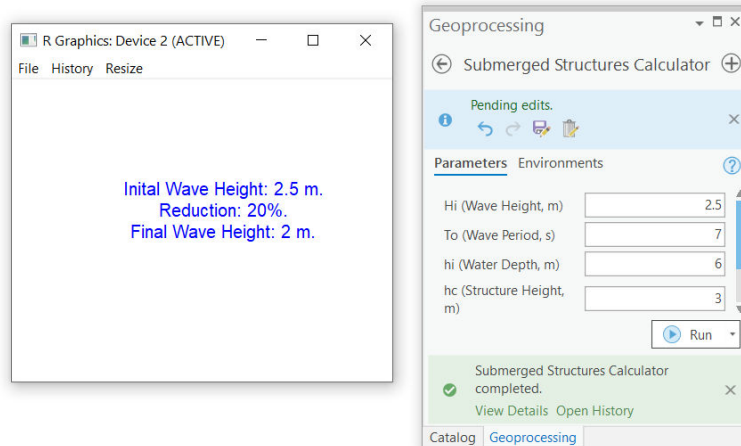 R Graphics: Device 2 (ACTIVE)
File History Resize
Inital Wave Height: 2.5 m.
Reduction: 20%.
Final Wave Height: 2 m.
Geoprocessing
Submerged Structures Calculator
Pending edits.
Parameters Environments
Hi (Wave Height, m) 2.5
To (Wave Period, s) 7
hi (Water Depth, m) 6
hc (Structure Height,
m) 3
Run
Submerged Structures Calculator
completed.
View Details Open History
Catalog Geoprocessing